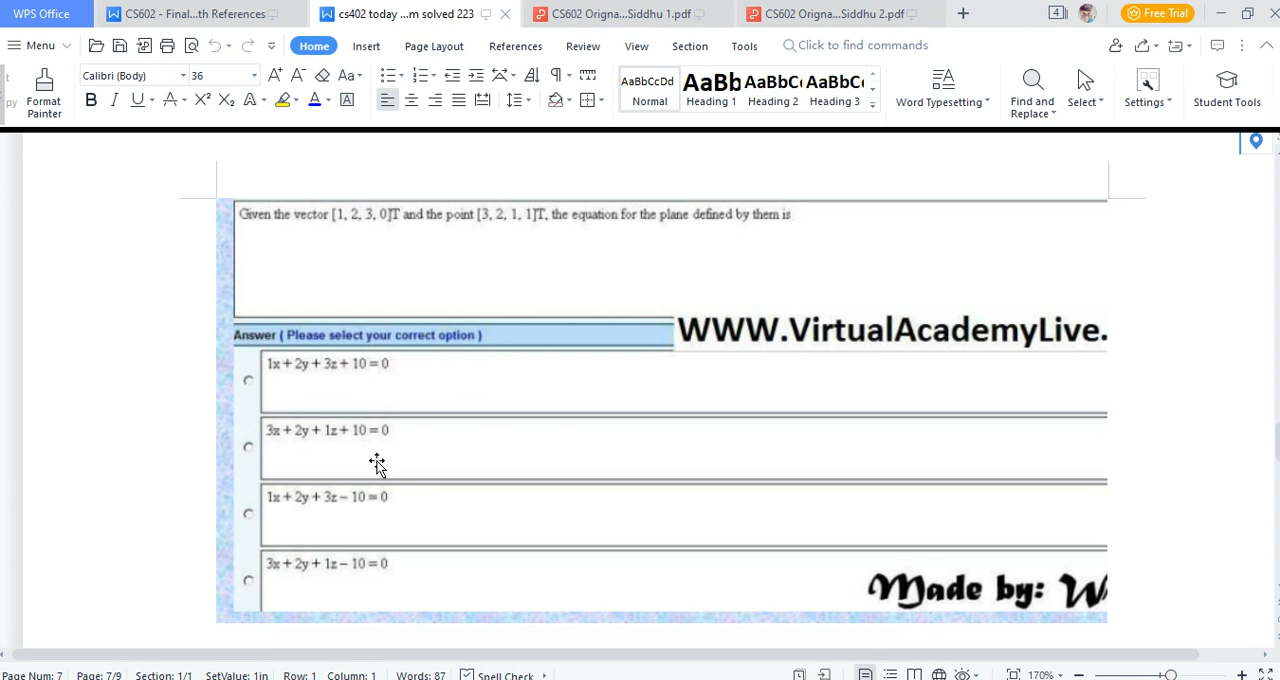 WPS Office
CS602 - Final...th References
cs402 today ...m solved 223
CS602 Origna...Siddhu 1.pdf
CS602 Origna...Siddhu 2.pdf
4
Free Trial
Menu
Home
Insert
Page Layout
References
Review
View
Section
Tools
Click to find commands
t
py
Format
Painter
Calibri (Body)
36
AaBbCcDd
Normal
AaBb
Heading 1
AaBbC
Heading 2
AaBbC
Heading 3
Word Typesetting
Find and
Replace
Select
Settings
Student Tools
Given the vector [1, 2, 3, 0]T and the point [3, 2, 1, 1]T, the equation for the plane defined by them is
Answer ( Please select your correct option )
WWW.VirtualAcademyLive.
1x + 2y + 3z + 10 = 0
3x + 2y + 1z + 10 = 0
1x + 2y + 3z – 10 = 0
3x + 2y + 1z – 10 = 0
Made by: W
Page Num: 7
Page: 7/9
Section: 1/1
SetValue: 1in
Row: 1
Column: 1
Words: 87
Spell Check
170%